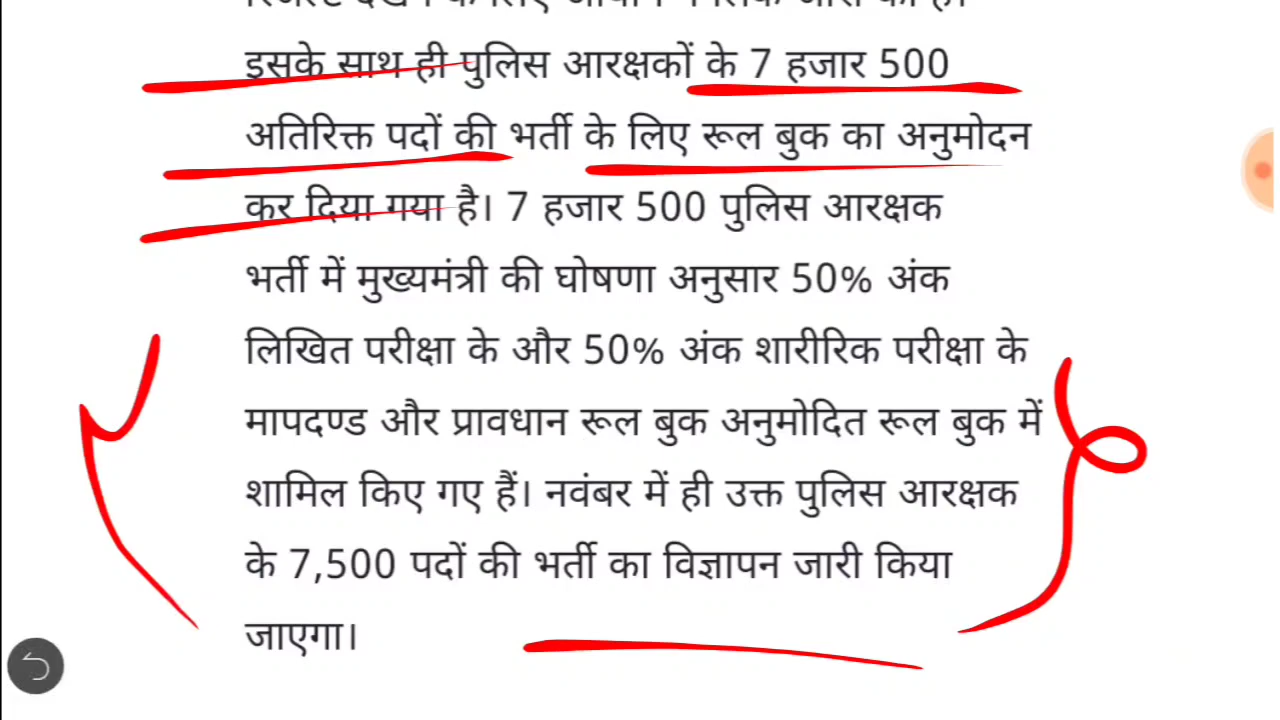 इसके साथ ही पुलिस आरक्षकों के 7 हजार 500
अतिरिक्त पदों की भर्ती के लिए रूल बुक का अनुमोदन
कर दिया गया है। 7 हजार 500 पुलिस आरक्षक
भर्ती में मुख्यमंत्री की घोषणा अनुसार 50% अंक
लिखित परीक्षा के और 50% अंक शारीरिक परीक्षा के
मापदण्ड और प्रावधान रूल बुक अनुमोदित रूल बुक में
शामिल किए गए हैं। नवंबर में ही उक्त पुलिस आरक्षक
के 7,500 पदों की भर्ती का विज्ञापन जारी किया
जाएगा।